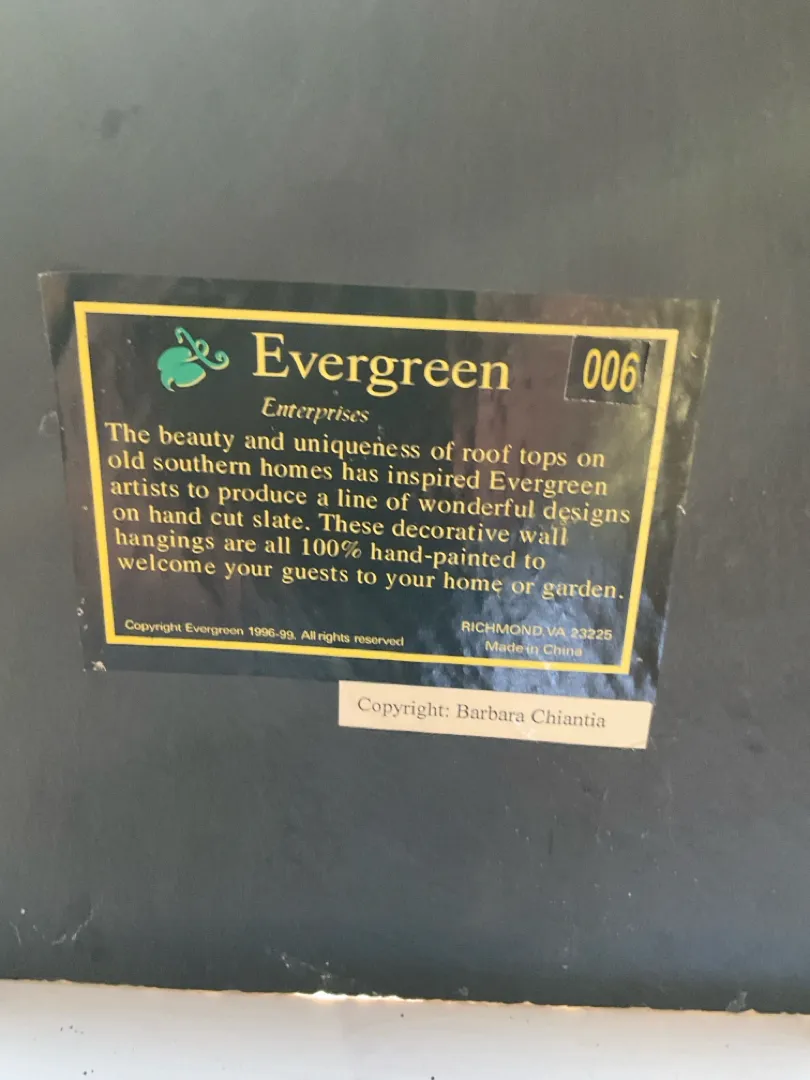 Evergreen
006
Enterprises
The beauty and uniqueness of roof tops on
old southern homes has inspired Evergreen
artists to produce a line of wonderful designs
on hand cut slate. These decorative wall
hangings are all 100% hand-painted to
welcome your guests to your home or garden.
Copyright Evergreen 1996-99. All rights reserved
RICHMOND VA 23225
Made in China
Copyright: Barbara Chiantia